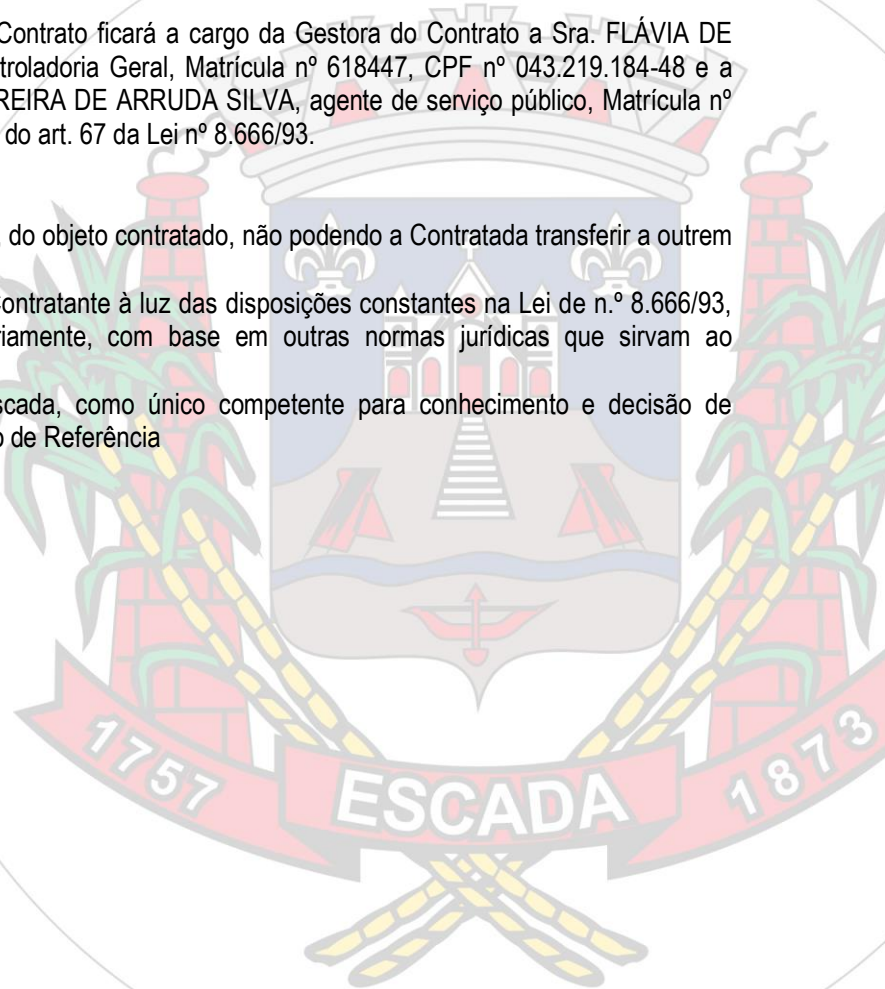 Contrato ficará a cargo da Gestora do Contrato a Sra. FLÁVIA DE
troladoria Geral, Matrícula nº 618447, CPF nº 043.219.184-48 e a
REIRA DE ARRUDA SILVA, agente de serviço público, Matrícula nº
do art. 67 da Lei nº 8.666/93.
do objeto contratado, não podendo a Contratada transferir a outrem
Contratante à luz das disposições constantes na Lei de n.º 8.666/93,
riamente, com base em outras normas jurídicas que sirvam ao
scada, como único competente para conhecimento e decisão de
o de Referência
1757
ESCADA
1873